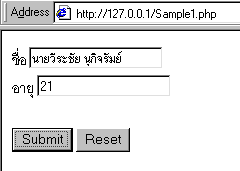 Address http://127.0.0.1/Sample1.php
ชื่อ นายวีระชัย นุกิจรัมย์
อายุ 21
Submit Reset